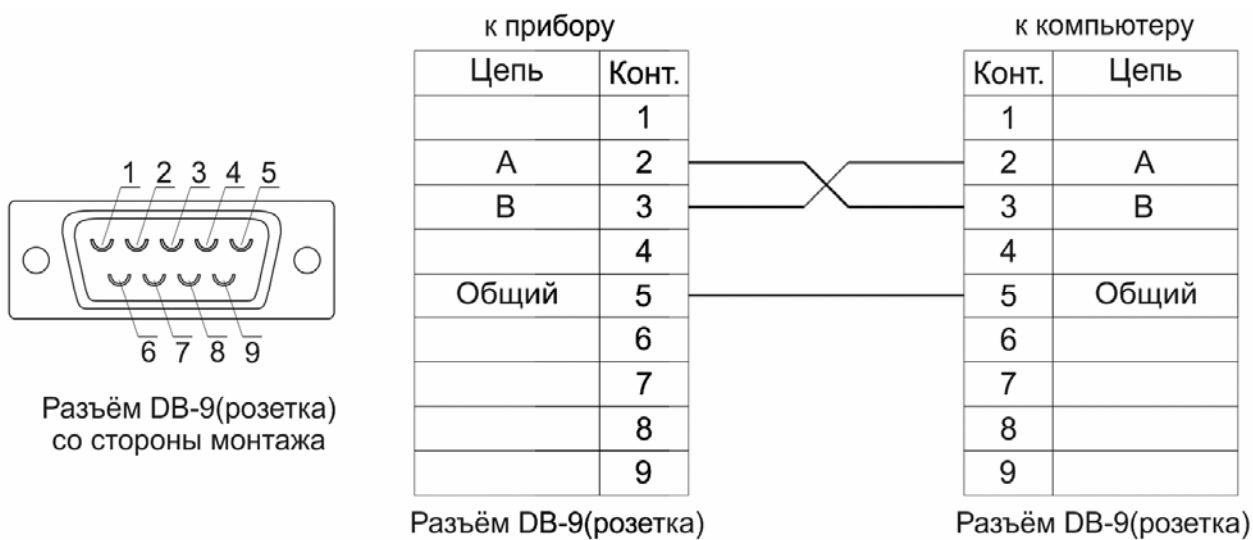 1 2 3 4 5
6 7 8 9
Разъём DB-9(розетка)
со стороны монтажа
к прибору
Цепь Конт.
1
A 2
B 3
4
Общий 5
6
7
8
9
Разъём DB-9(розетка)
к компьютеру
Конт. Цепь
1
2 A
3 B
4
5 Общий
6
7
8
9
Разъём DB-9(розетка)